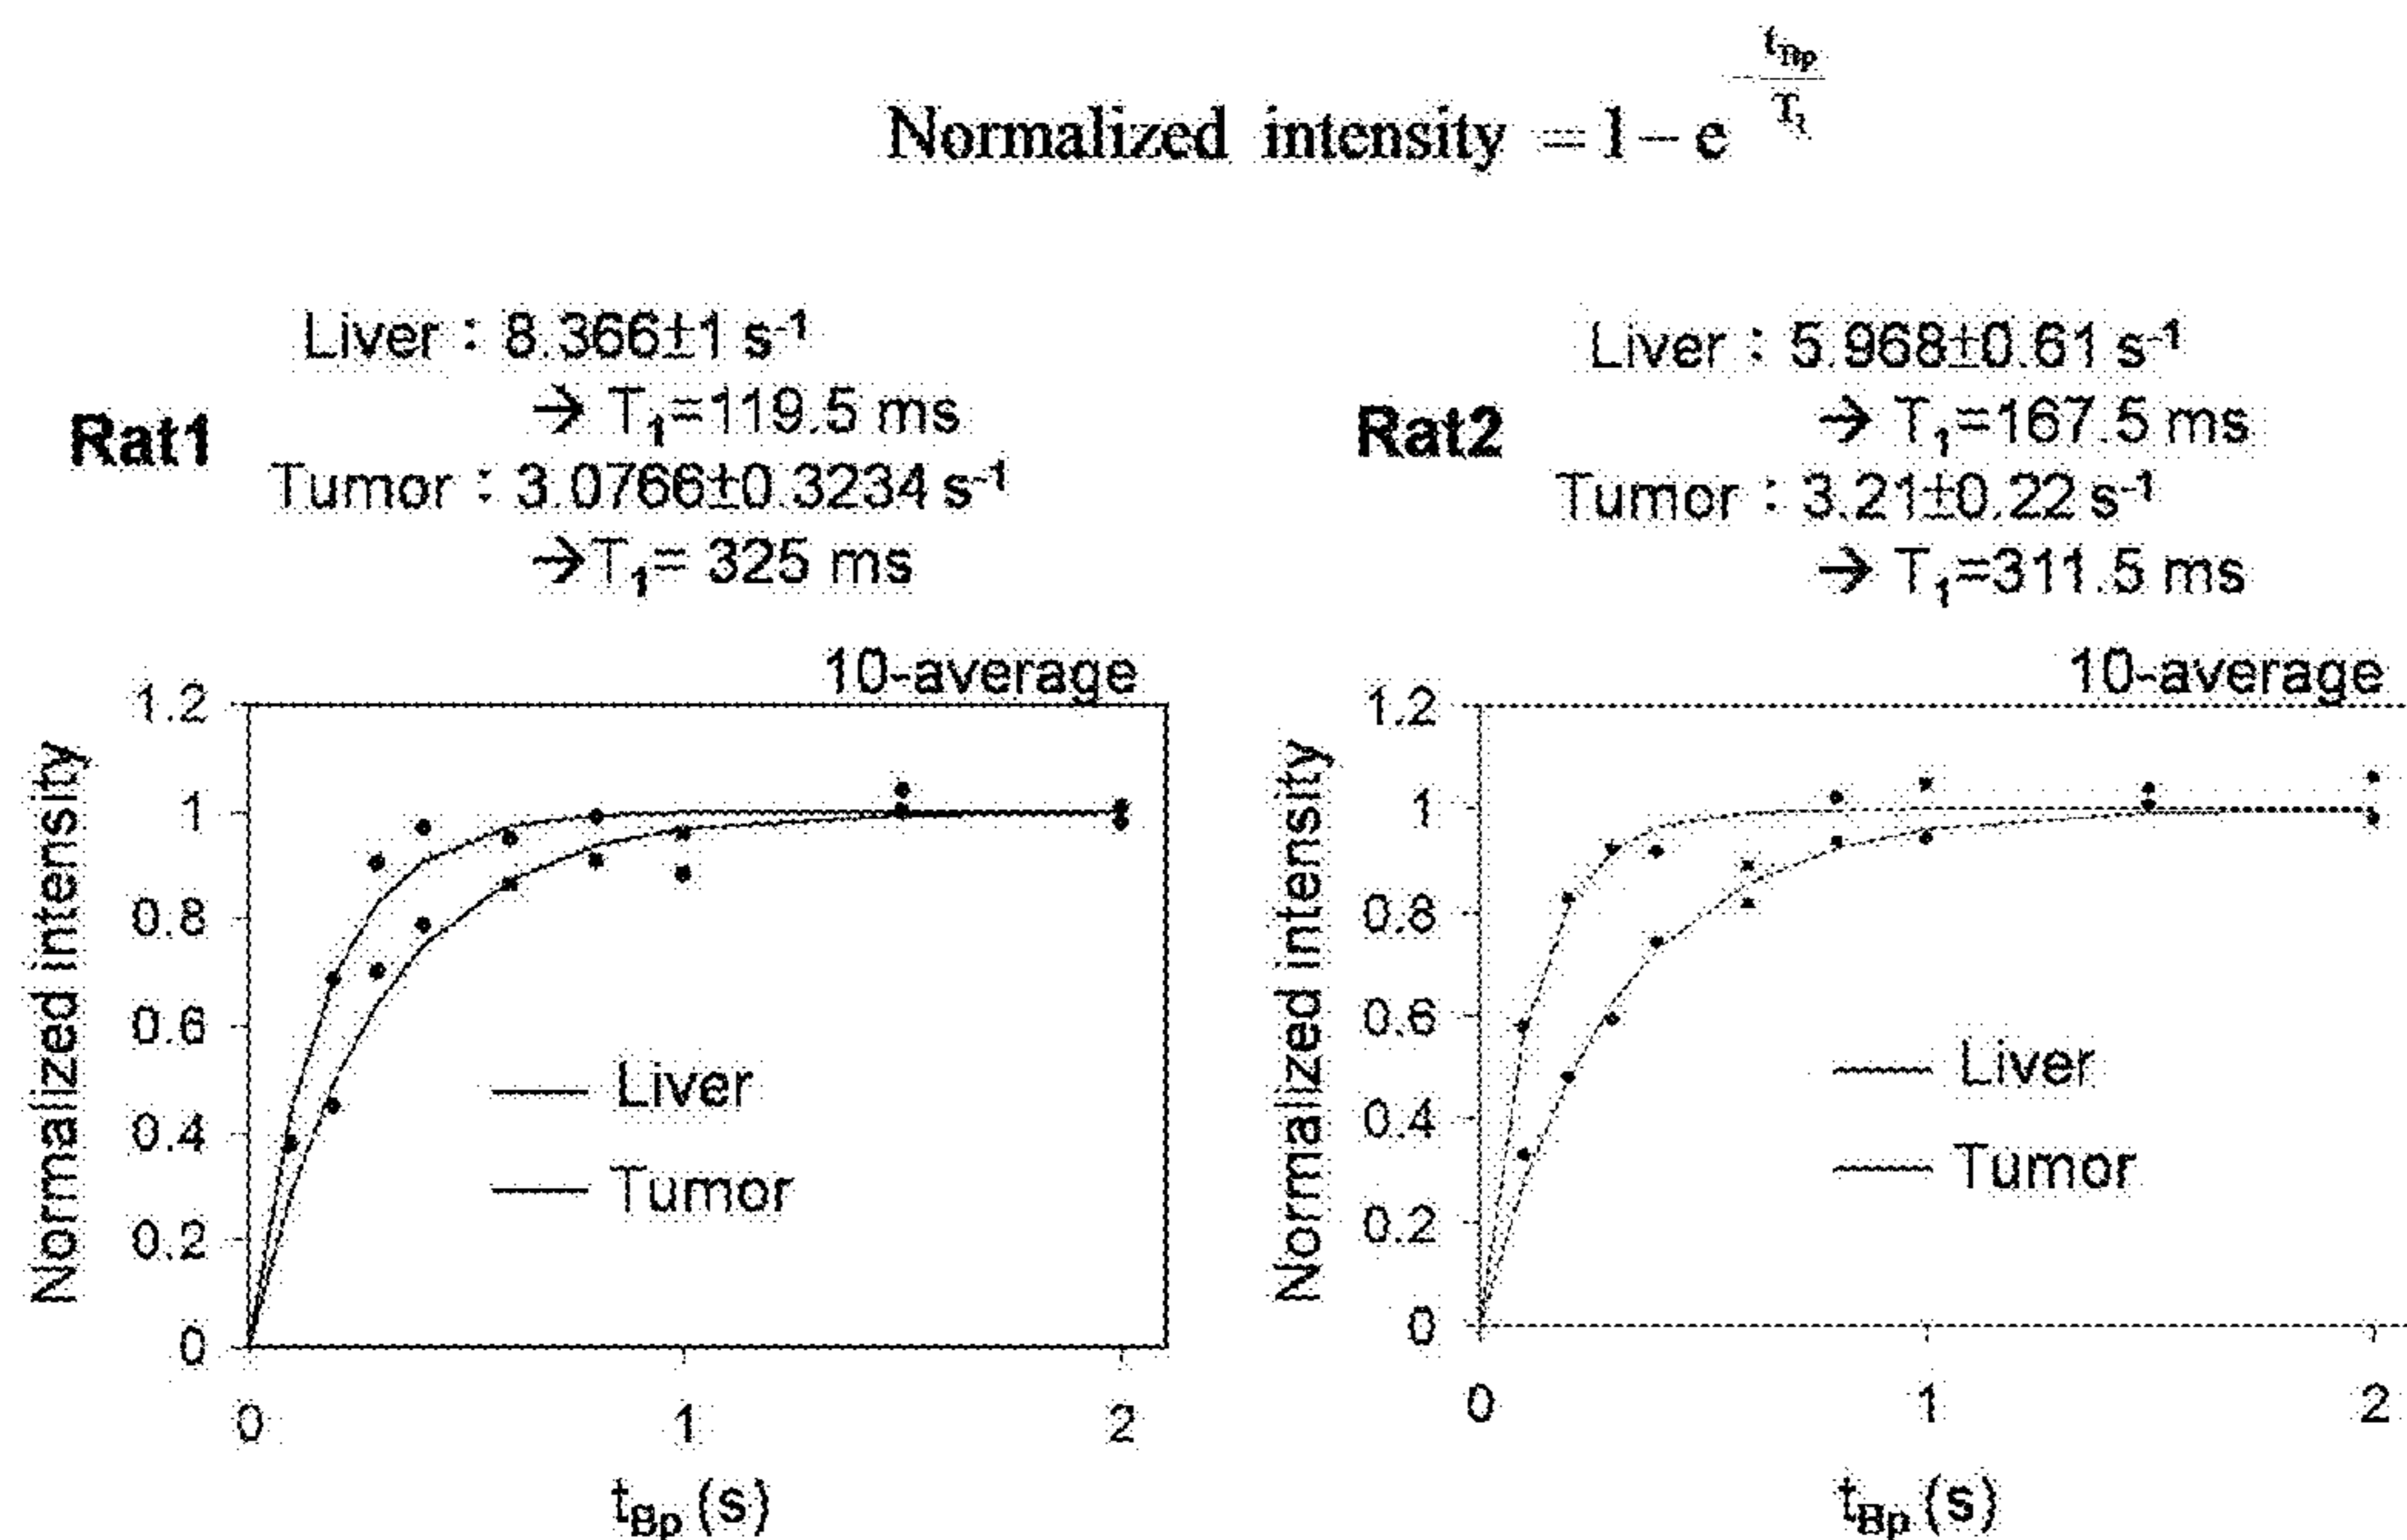 Normalized intensity = 1 − e^(−t_Bp/T₁)
Rat1
Liver : 8.366±1 s⁻¹
→ T₁=119.5 ms
Tumor : 3.0766±0.3234 s⁻¹
→T₁= 325 ms
Rat2
Liver : 5.968±0.61 s⁻¹
→ T₁=167.5 ms
Tumor : 3.21±0.22 s⁻¹
→ T₁=311.5 ms
10-average
Normalized intensity
1.2
1
0.8
0.6
0.4
0.2
0
Liver
Tumor
0 1 2
t_Bp (s)
10-average
Normalized intensity
1.2
1
0.8
0.6
0.4
0.2
0
Liver
Tumor
0 1 2
t_Bp (s)